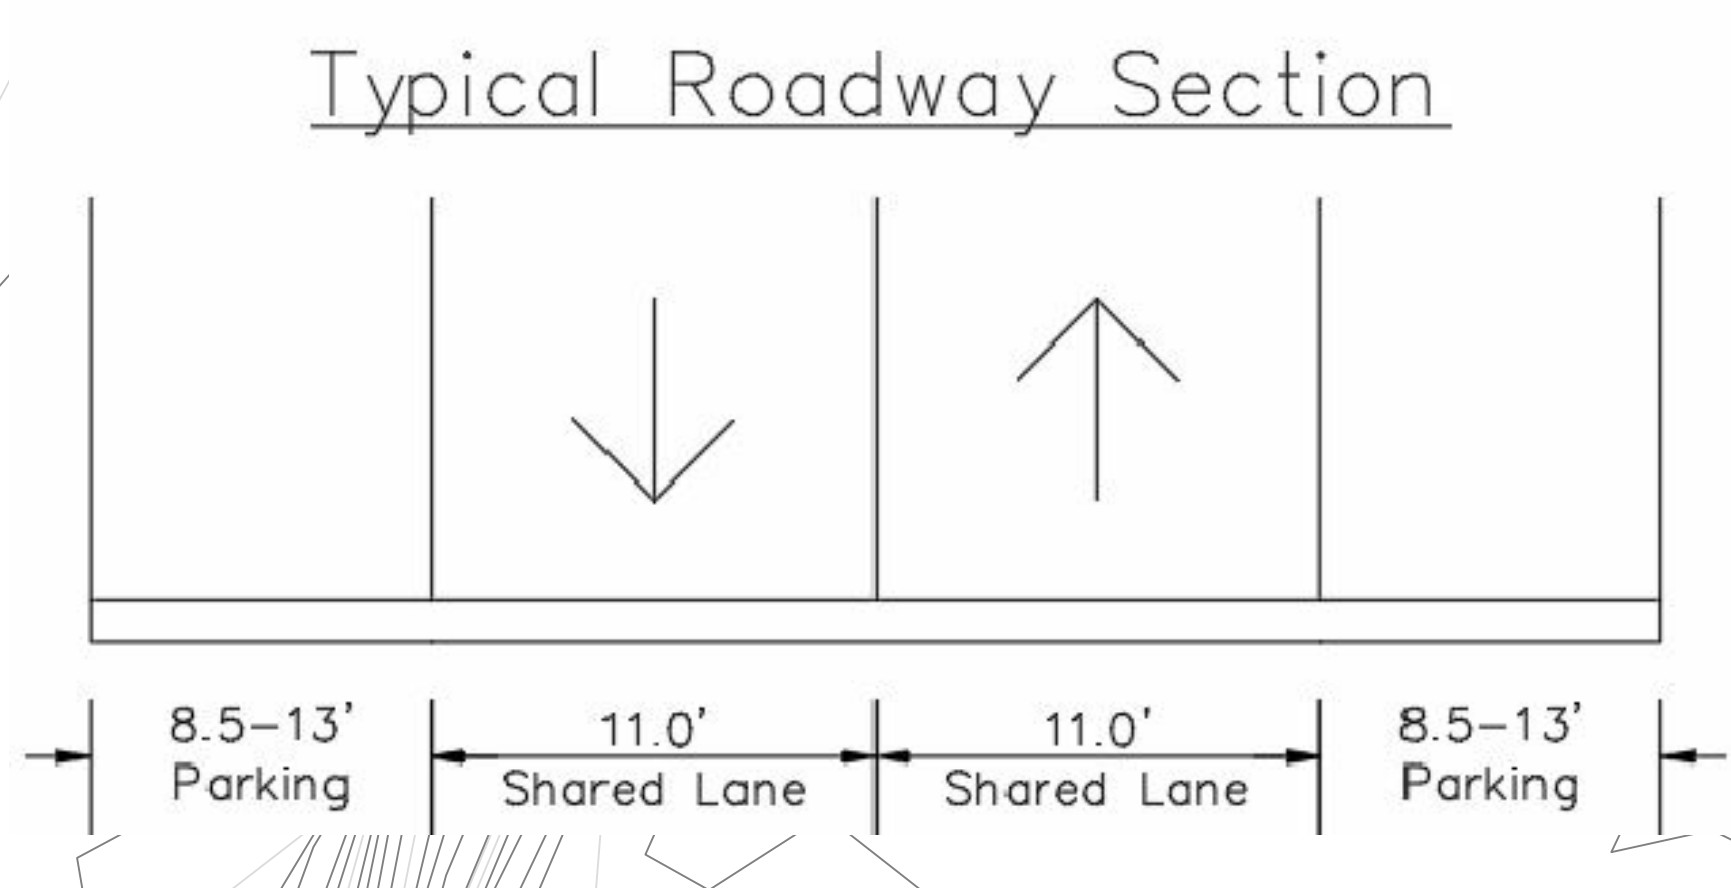 Typical Roadway Section
8.5-13' 11.0' 11.0' 8.5-13'
Parking Shared Lane Shared Lane Parking